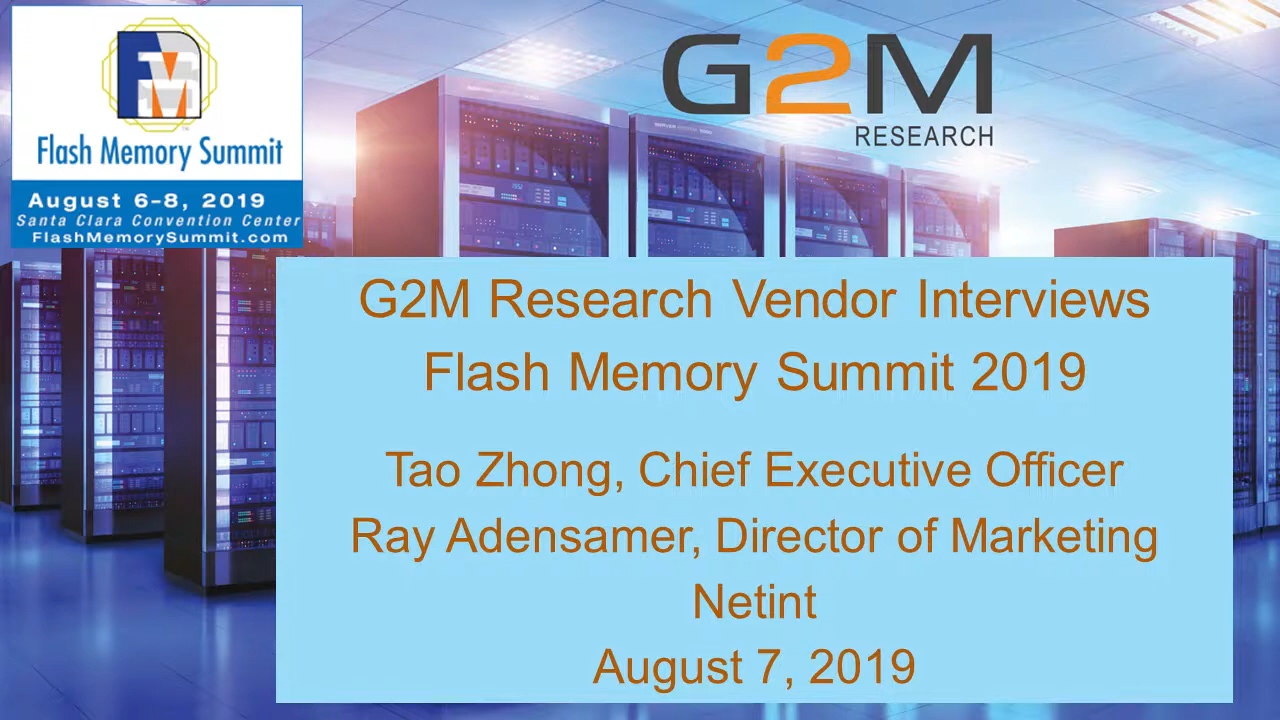 Flash Memory Summit
August 6-8, 2019
Santa Clara Convention Center
FlashMemorySummit.com
G2M
RESEARCH
G2M Research Vendor Interviews
Flash Memory Summit 2019
Tao Zhong, Chief Executive Officer
Ray Adensamer, Director of Marketing
Netint
August 7, 2019